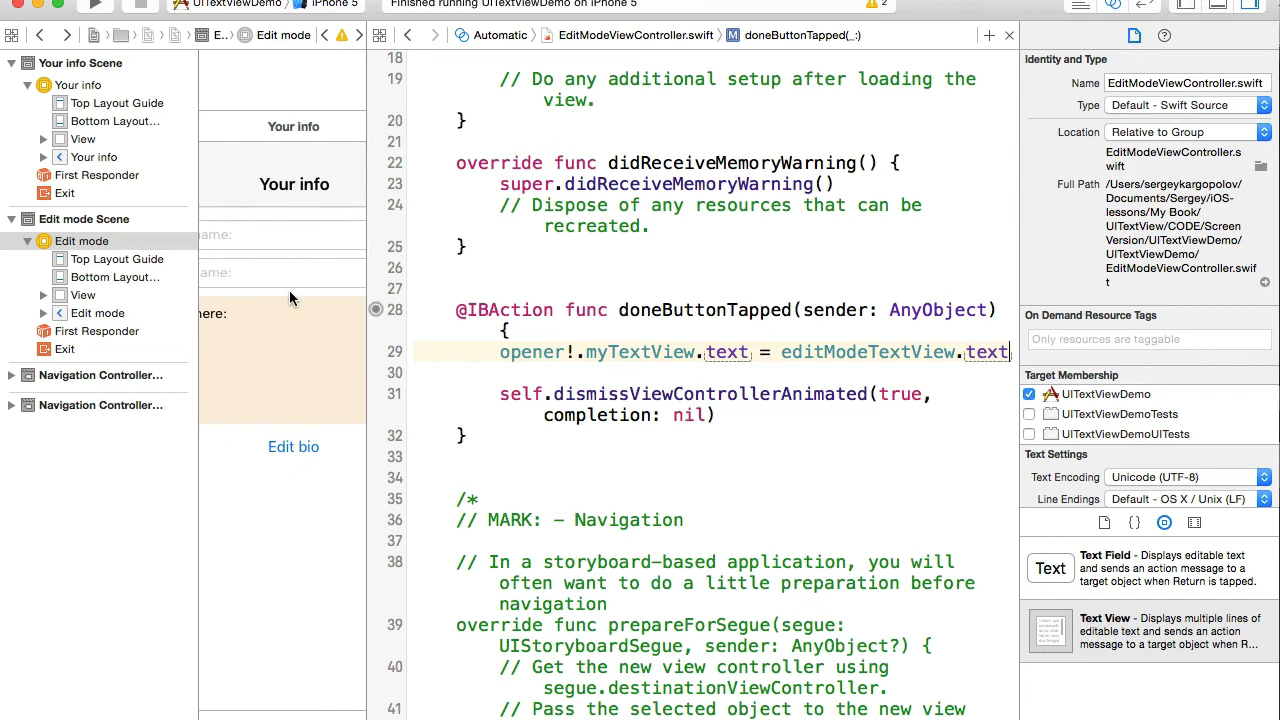 UITextViewDemo
iPhone 5
Finished running UITextViewDemo on iPhone 5
2
E...
Edit mode
Automatic
EditModeViewController.swift
M
doneButtonTapped(_:)
Your info Scene
Your info
Top Layout Guide
Bottom Layout...
View
Your info
First Responder
Exit
Edit mode Scene
Edit mode
Top Layout Guide
Bottom Layout...
View
Edit mode
First Responder
Exit
Navigation Controller...
Navigation Controller...
Your info
Your info
name:
ame:
here:
Edit bio
18
19 // Do any additional setup after loading the
view.
20 }
21
22 override func didReceiveMemoryWarning() {
23 super.didReceiveMemoryWarning()
24 // Dispose of any resources that can be
recreated.
25 }
26
27
28 @IBAction func doneButtonTapped(sender: AnyObject)
{
29 opener!.myTextView.text = editModeTextView.text
30
31 self.dismissViewControllerAnimated(true,
completion: nil)
32 }
33
34
35 /*
36 // MARK: - Navigation
37
38 // In a storyboard-based application, you will
often want to do a little preparation before
navigation
39 override func prepareForSegue(segue:
UIStoryboardSegue, sender: AnyObject?) {
40 // Get the new view controller using
segue.destinationViewController.
41 // Pass the selected object to the new view
Identity and Type
Name EditModeViewController.swift
Type Default - Swift Source
Location Relative to Group
EditModeViewController.s
wift
Full Path /Users/sergeykargopolov/
Documents/Sergey/iOS-
lessons/My Book/
UITextView/CODE/Screen
Version/UITextViewDemo/
UITextViewDemo/
EditModeViewController.swif
t
On Demand Resource Tags
Only resources are taggable
Target Membership
UITextViewDemo
UITextViewDemoTests
UITextViewDemoUITests
Text Settings
Text Encoding Unicode (UTF-8)
Line Endings Default - OS X / Unix (LF)
{}
Text
Text Field - Displays editable text
and sends an action message to a
target object when Return is tapped.
Text View - Displays multiple lines of
editable text and sends an action
message to a target object when R...